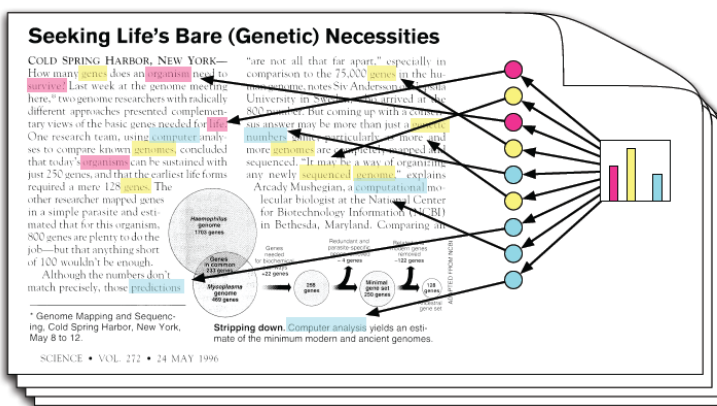 Seeking Life's Bare (Genetic) Necessities
COLD SPRING HARBOR, NEW YORK—
How many genes does an organism need to
survive? Last week at the genome meeting
here,* two genome researchers with radically
different approaches presented complemen-
tary views of the basic genes needed for life.
One research team, using computer analy-
ses to compare known genomes, concluded
that today's organisms can be sustained with
just 250 genes, and that the earliest life forms
required a mere 128 genes. The
other researcher mapped genes
in a simple parasite and esti-
mated that for this organism,
800 genes are plenty to do the
job—but that anything short
of 100 wouldn't be enough.
Although the numbers don't
match precisely, those predictions
* Genome Mapping and Sequenc-
ing, Cold Spring Harbor, New York,
May 8 to 12.
"are not all that far apart," especially in
comparison to the 75,000 genes in the hu-
man genome, notes Siv Andersson of
University in arrived at the
800 number. But coming up with a consen-
sus answer may be more than just a genetic
numbers particularly as more and
more genomes are completely mapped and
sequenced. "It may be a way of organizing
any newly sequenced genome," explains
Arcady Mushegian, a computational mo-
lecular biologist at the National Center
for Biotechnology Information (NCBI)
in Bethesda, Maryland. Comparing an
Haemophilus
genome
1703 genes
Genes
in common
233 genes
Mycoplasma
genome
469 genes
Genes
needed
for biochemical
+22 genes
256
genes
Redundant and
parasite-specific
genes removed
– 4 genes
Minimal
gene set
250 genes
genes
removed
–122 genes
128
genes
Ancestral
gene set
ADAPTED FROM NCBI
Stripping down. Computer analysis yields an esti-
mate of the minimum modern and ancient genomes.
SCIENCE • VOL. 272 • 24 MAY 1996